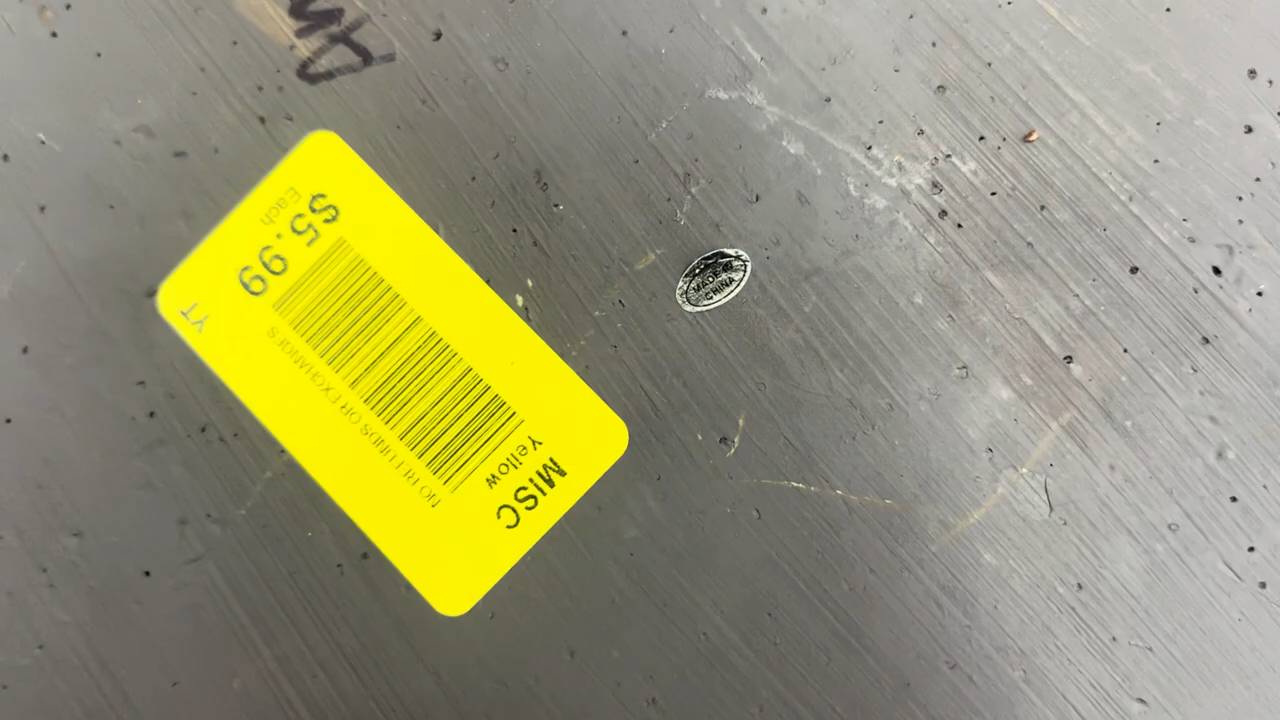 MISC
Yellow
$5.99
Each
NO REFUNDS OR EXCHANGES
YT
MADE IN
CHINA